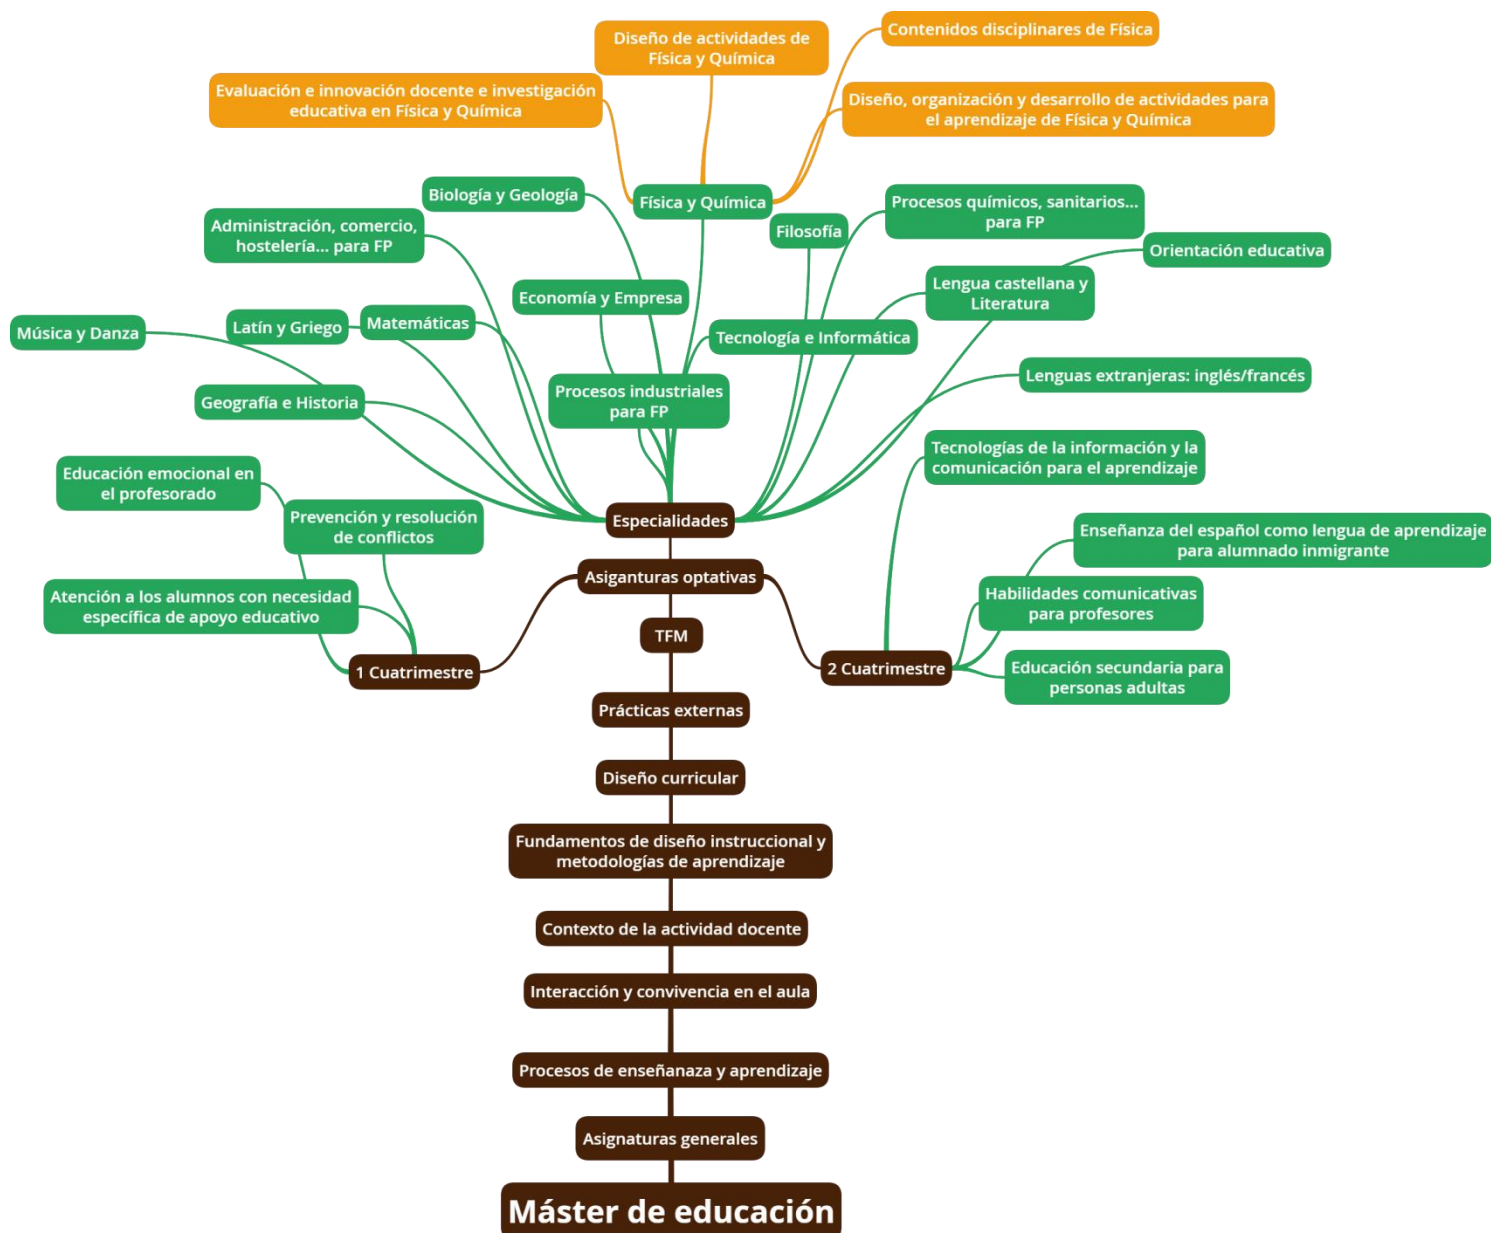 Diseño de actividades de
Física y Química
Contenidos disciplinares de Física
Evaluación e innovación docente e investigación
educativa en Física y Química
Diseño, organización y desarrollo de actividades para
el aprendizaje de Física y Química
Biología y Geología
Física y Química
Procesos químicos, sanitarios...
para FP
Administración, comercio,
hostelería... para FP
Filosofía
Orientación educativa
Economía y Empresa
Lengua castellana y
Literatura
Música y Danza
Latín y Griego
Matemáticas
Tecnología e Informática
Lenguas extranjeras: inglés/francés
Geografía e Historia
Procesos industriales
para FP
Tecnologías de la información y la
comunicación para el aprendizaje
Educación emocional en
el profesorado
Prevención y resolución
de conflictos
Especialidades
Enseñanza del español como lengua de aprendizaje
para alumnado inmigrante
Asiganturas optativas
Atención a los alumnos con necesidad
específica de apoyo educativo
Habilidades comunicativas
para profesores
TFM
1 Cuatrimestre
2 Cuatrimestre
Educación secundaria para
personas adultas
Prácticas externas
Diseño curricular
Fundamentos de diseño instruccional y
metodologías de aprendizaje
Contexto de la actividad docente
Interacción y convivencia en el aula
Procesos de enseñanaza y aprendizaje
Asignaturas generales
Máster de educación